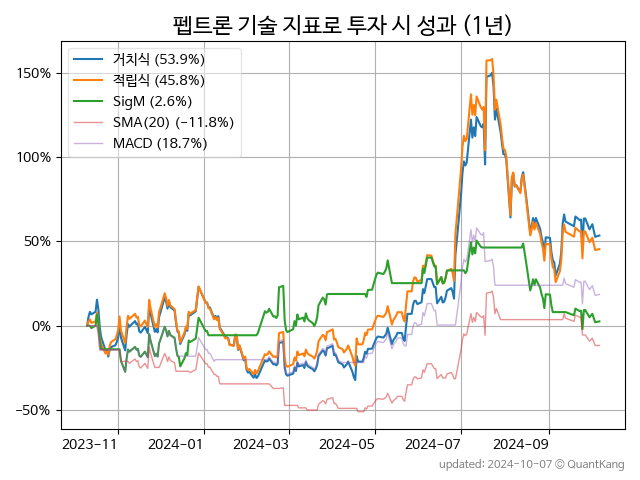 펩트론 기술 지표로 투자 시 성과 (1년)
거치식 (53.9%)
적립식 (45.8%)
SigM (2.6%)
SMA(20) (-11.8%)
MACD (18.7%)
150%
100%
50%
0%
-50%
2023-11
2024-01
2024-03
2024-05
2024-07
2024-09
updated: 2024-10-07 © QuantKang